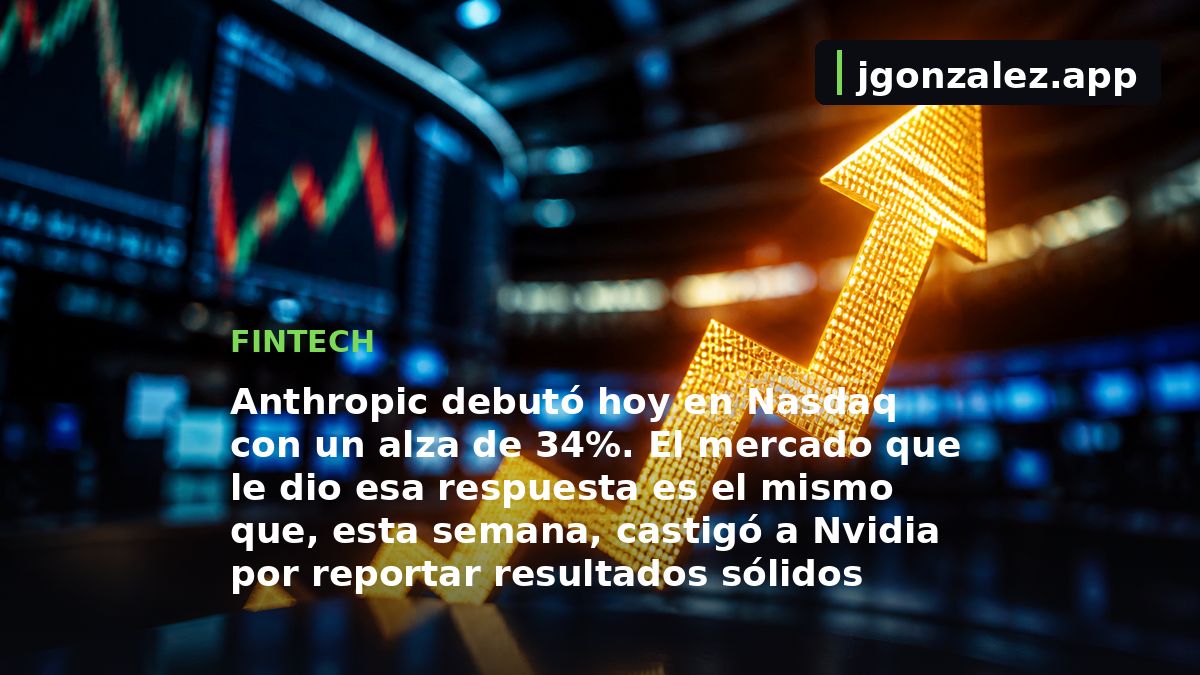 jgonzalez.app
FINTECH
Anthropic debutó hoy en Nasdaq
con un alza de 34%. El mercado que
le dio esa respuesta es el mismo
que, esta semana, castigó a Nvidia
por reportar resultados sólidos